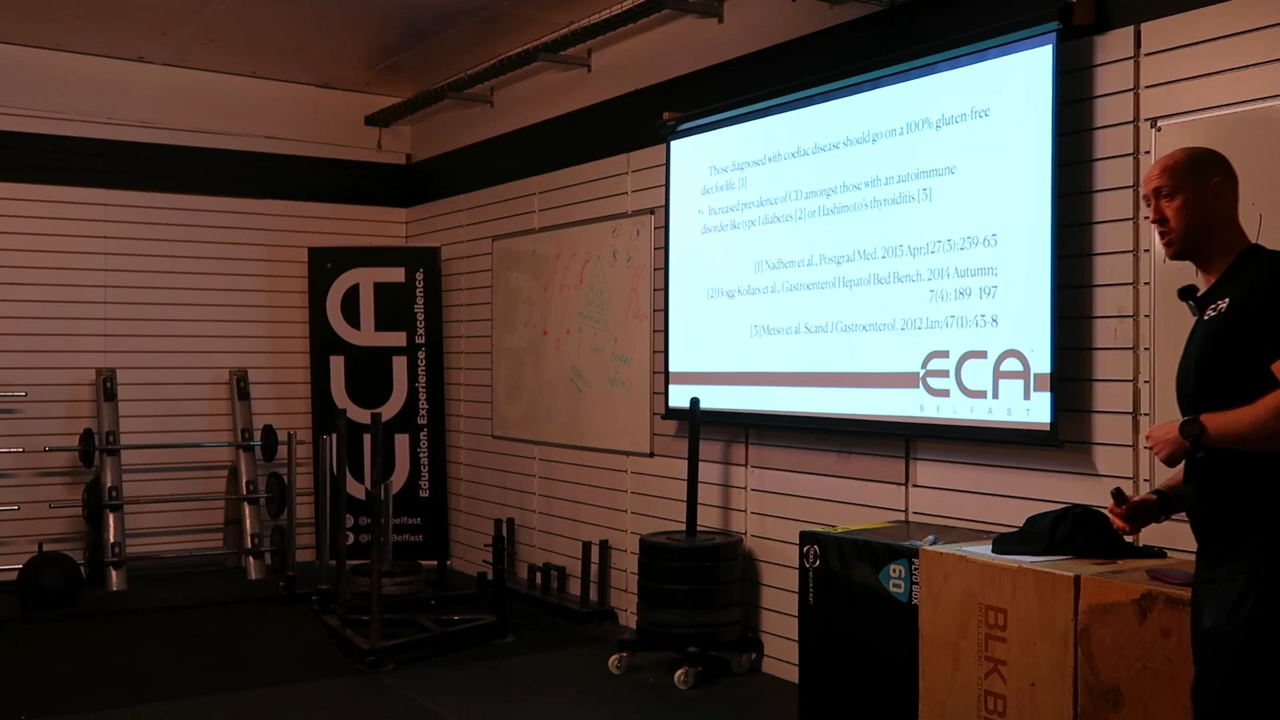 Those diagnosed with coeliac disease should go on a 100% gluten-free
diet for life. [1]
• Increased prevalence of CD amongst those with an autoimmune
disorder like type 1 diabetes [2] or Hashimoto's thyroiditis [3]
[1] Nadhem et al., Postgrad Med. 2015 Apr;127(3):259-65
[2]Hogg Kollars et al., Gastroenterol Hepatol Bed Bench. 2014 Autumn;
7(4): 189–197
[3]Metso et al. Scand J Gastroenterol. 2012 Jan;47(1):43-8
ECA
BELFAST
ECA
Education. Experience. Excellence.
ECA
60
PLYO BOX
BLK B